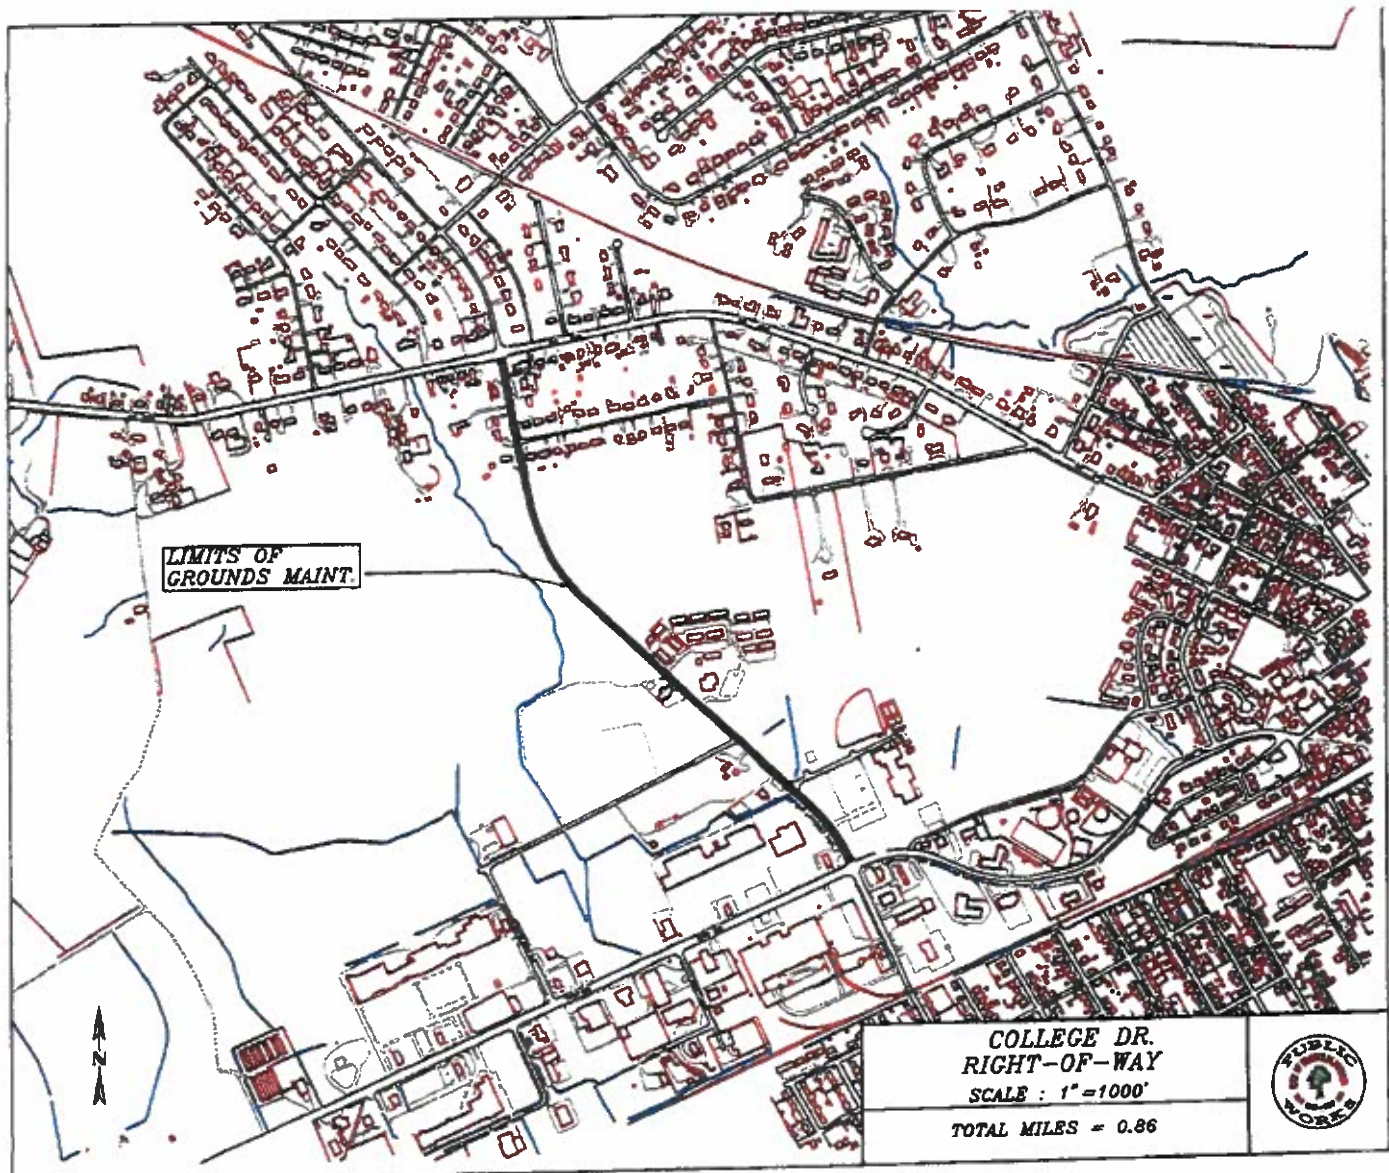 LIMITS OF
GROUNDS MAINT.
N
COLLEGE DR.
RIGHT-OF-WAY
SCALE : 1"=1000'
TOTAL MILES = 0.86
PUBLIC
WORKS